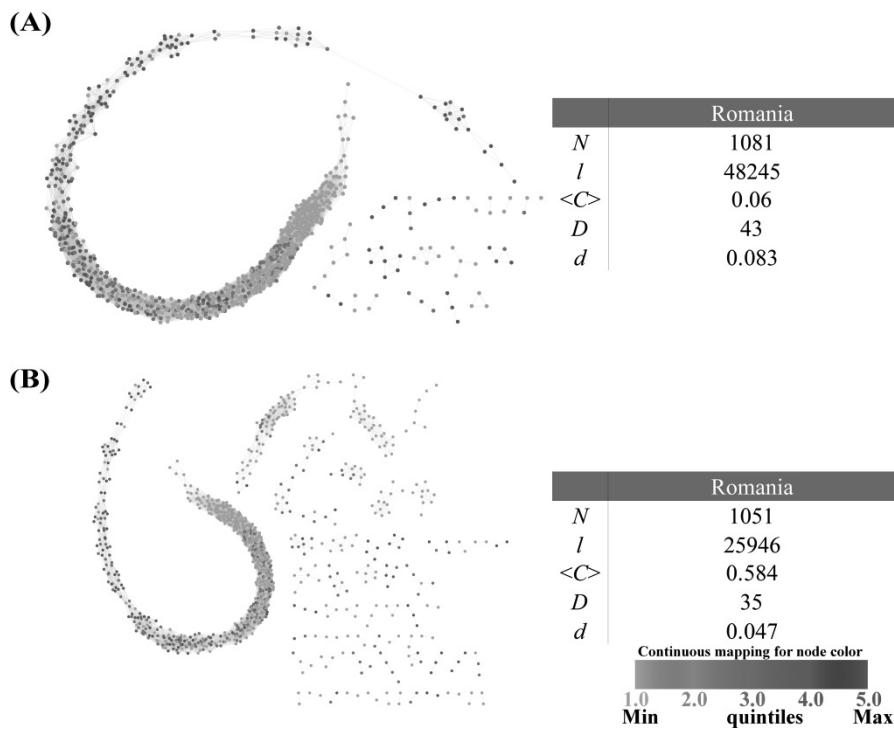 (A)
Romania
N 1081
l 48245
<C> 0.06
D 43
d 0.083
(B)
Romania
N 1051
l 25946
<C> 0.584
D 35
d 0.047
Continuous mapping for node color
1.0 2.0 3.0 4.0 5.0
Min quintiles Max